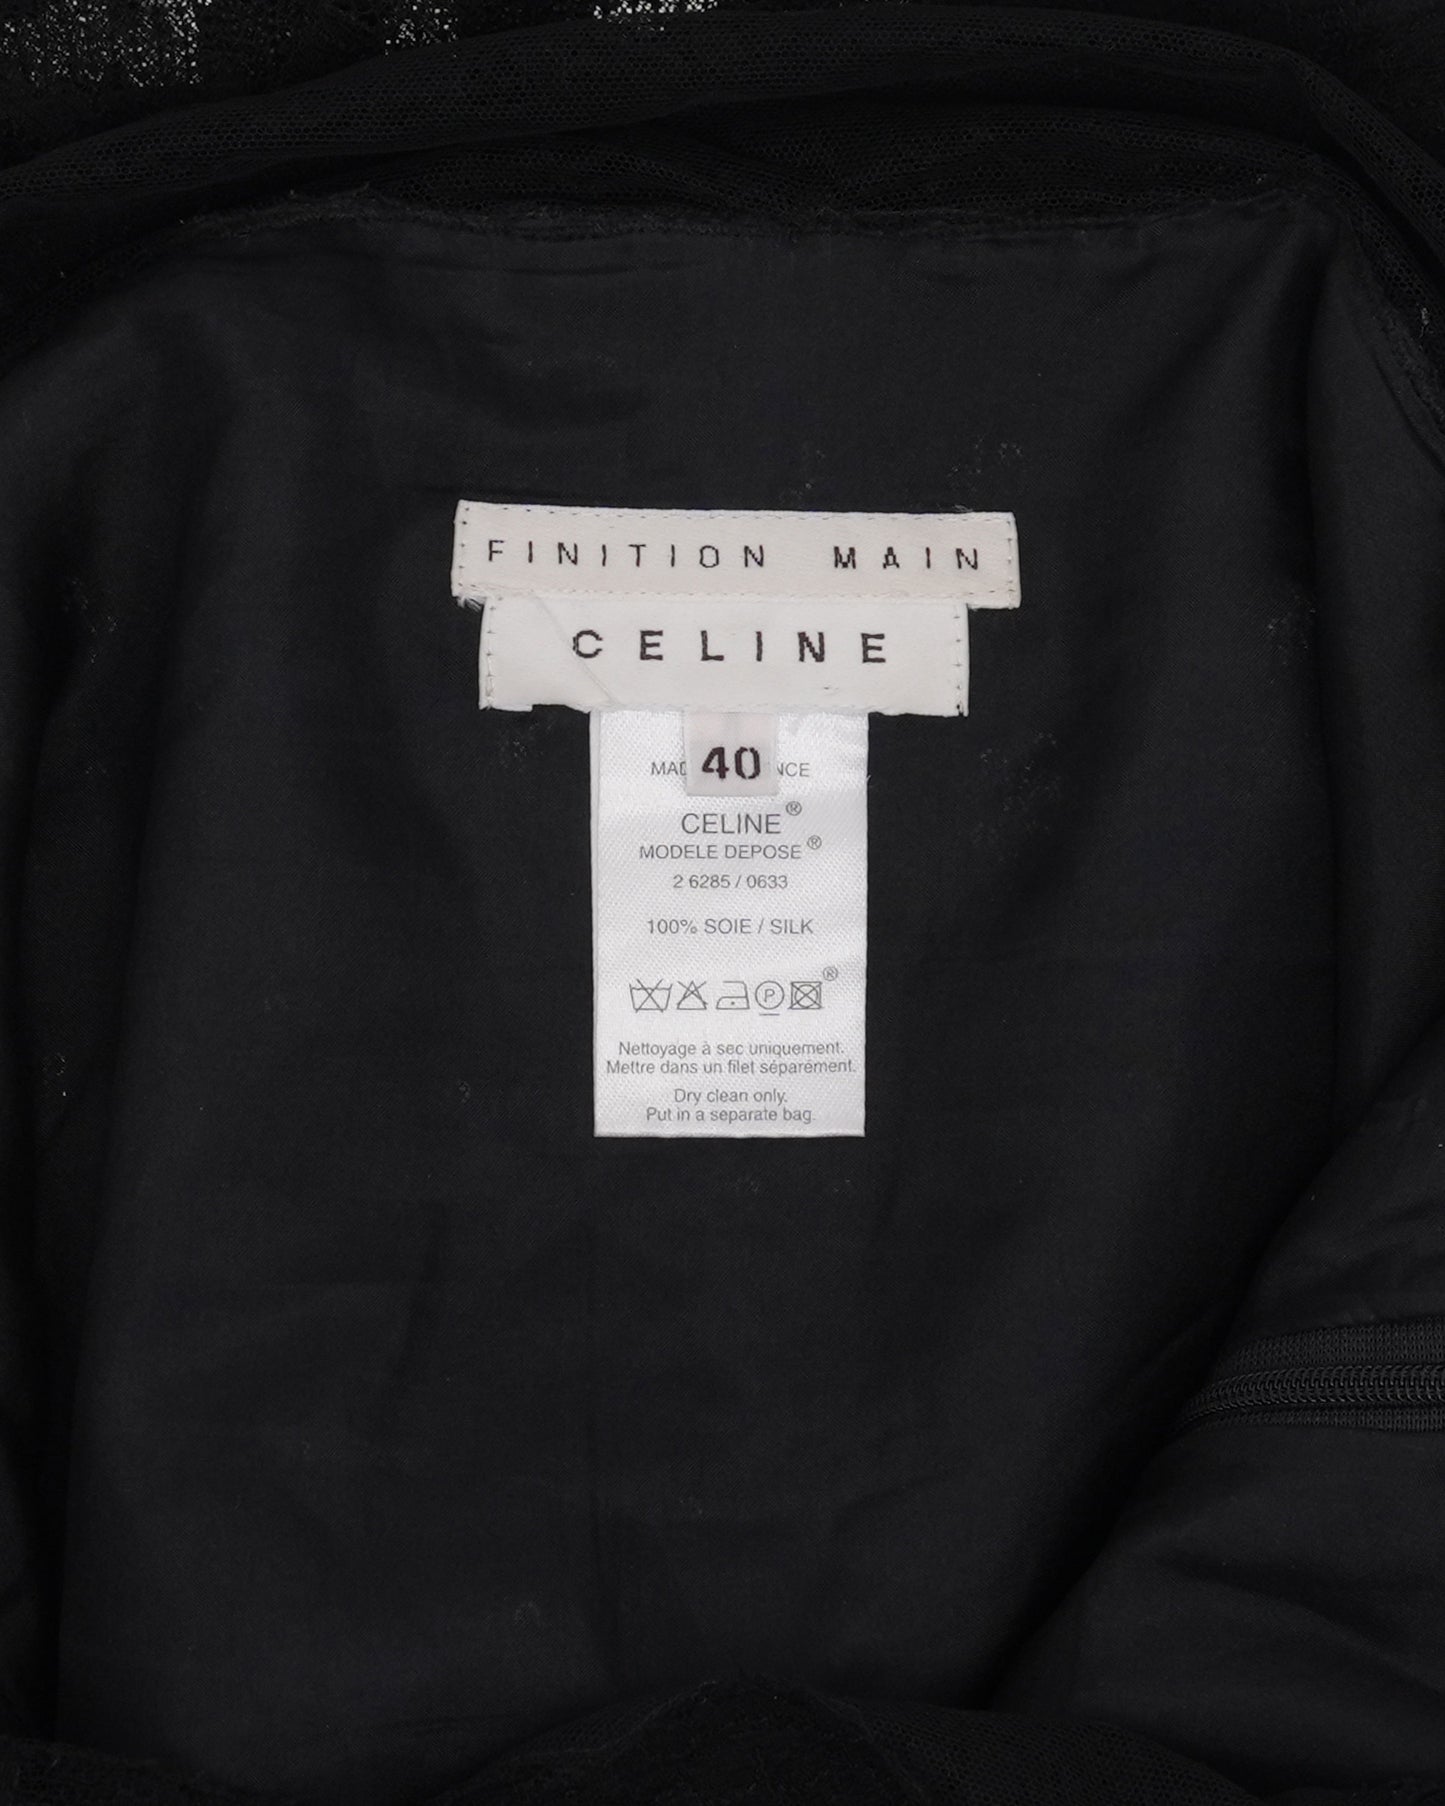 FINITION MAIN
CELINE
40
CELINE®
MODELE DEPOSE®
2 6285 / 0633
100% SOIE / SILK
P ®
Nettoyage à sec uniquement.
Mettre dans un filet séparément.
Dry clean only.
Put in a separate bag.